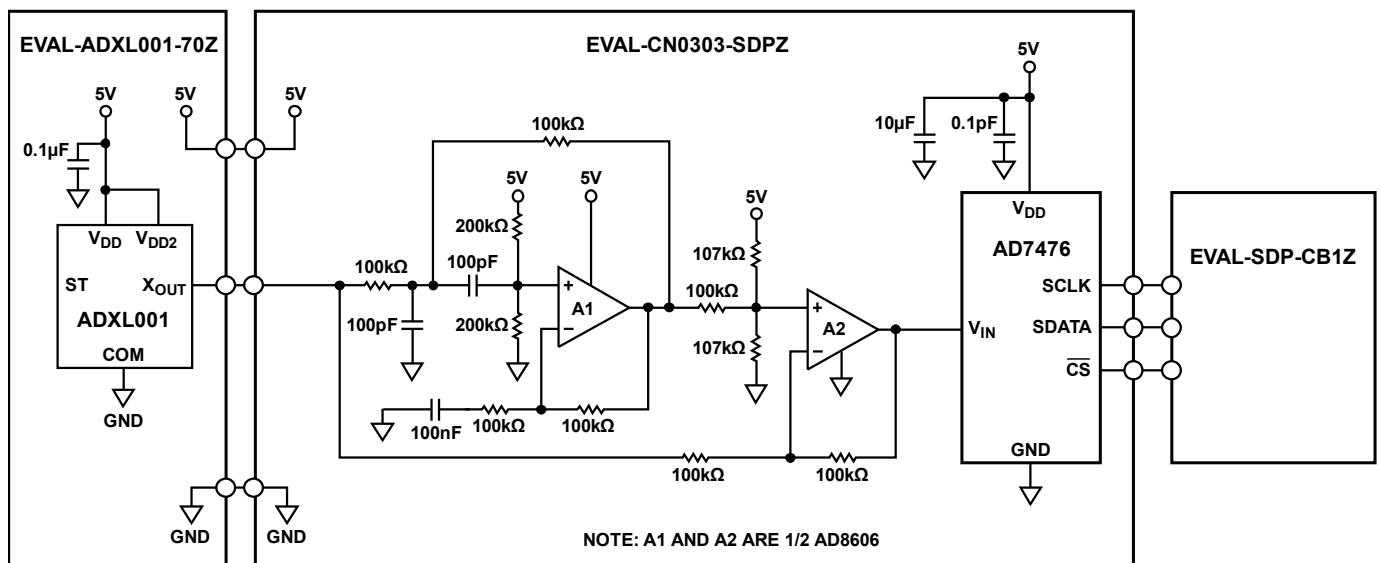 EVAL-ADXL001-70Z
5V
5V
0.1µF
VDD VDD2
ST XOUT
ADXL001
COM
GND
GND
EVAL-CN0303-SDPZ
5V
100kΩ
5V
5V
200kΩ
100kΩ
100pF
100pF
200kΩ
+
A1
−
100nF
100kΩ
100kΩ
5V
107kΩ
100kΩ
107kΩ
+
A2
−
100kΩ
100kΩ
GND
5V
10µF
0.1pF
VDD
AD7476
SCLK
VIN
SDATA
CS
GND
NOTE: A1 AND A2 ARE 1/2 AD8606
EVAL-SDP-CB1Z